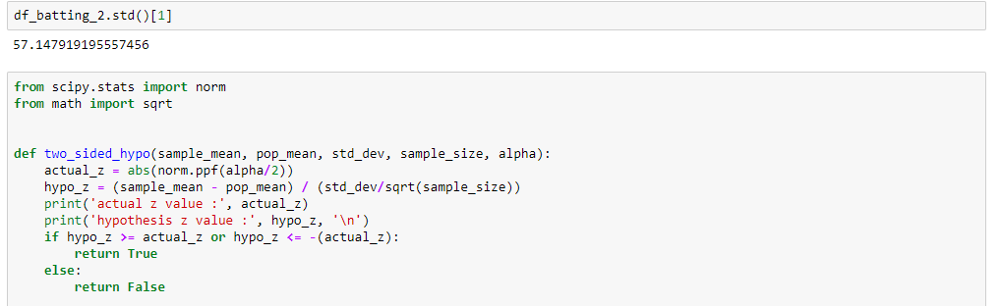 df_batting_2.std()[1]
57.147919195557456
from scipy.stats import norm
from math import sqrt
def two_sided_hypo(sample_mean, pop_mean, std_dev, sample_size, alpha):
    actual_z = abs(norm.ppf(alpha/2))
    hypo_z = (sample_mean - pop_mean) / (std_dev/sqrt(sample_size))
    print('actual z value :', actual_z)
    print('hypothesis z value :', hypo_z, '\n')
    if hypo_z >= actual_z or hypo_z <= -(actual_z):
        return True
    else:
        return False